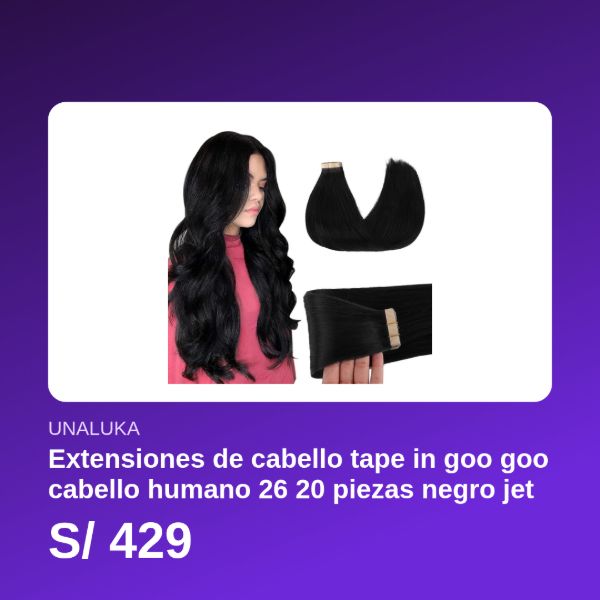 UNALUKA
Extensiones de cabello tape in goo goo
cabello humano 26 20 piezas negro jet
S/ 429